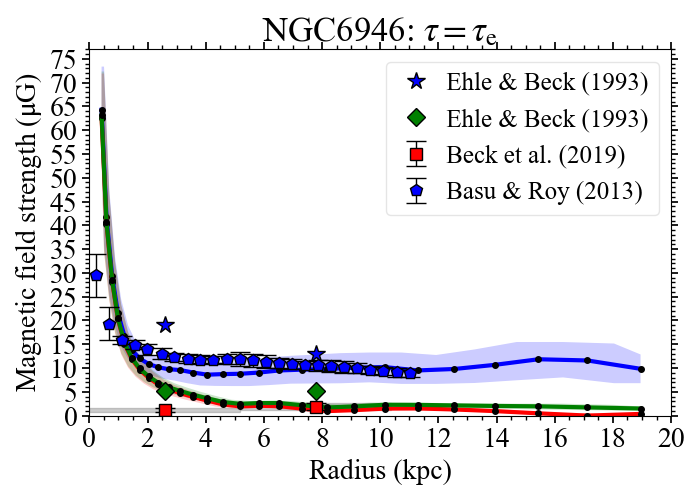 NGC6946: τ = τe
Magnetic field strength (μG)
75
70
65
60
55
50
45
40
35
30
25
20
15
10
5
0
Ehle & Beck (1993)
Ehle & Beck (1993)
Beck et al. (2019)
Basu & Roy (2013)
0 2 4 6 8 10 12 14 16 18 20
Radius (kpc)